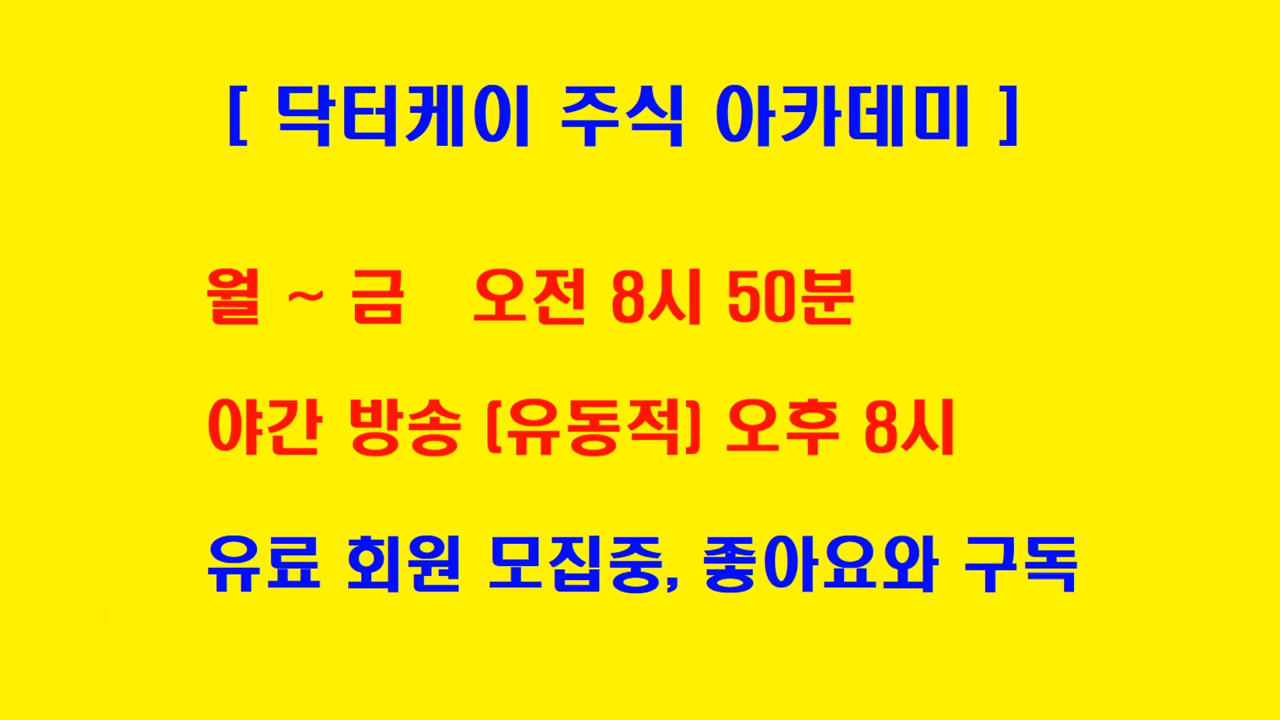 [ 닥터케이 주식 아카데미 ]
월 ~ 금 오전 8시 50분
야간 방송 (유동적) 오후 8시
유료 회원 모집중, 좋아요와 구독